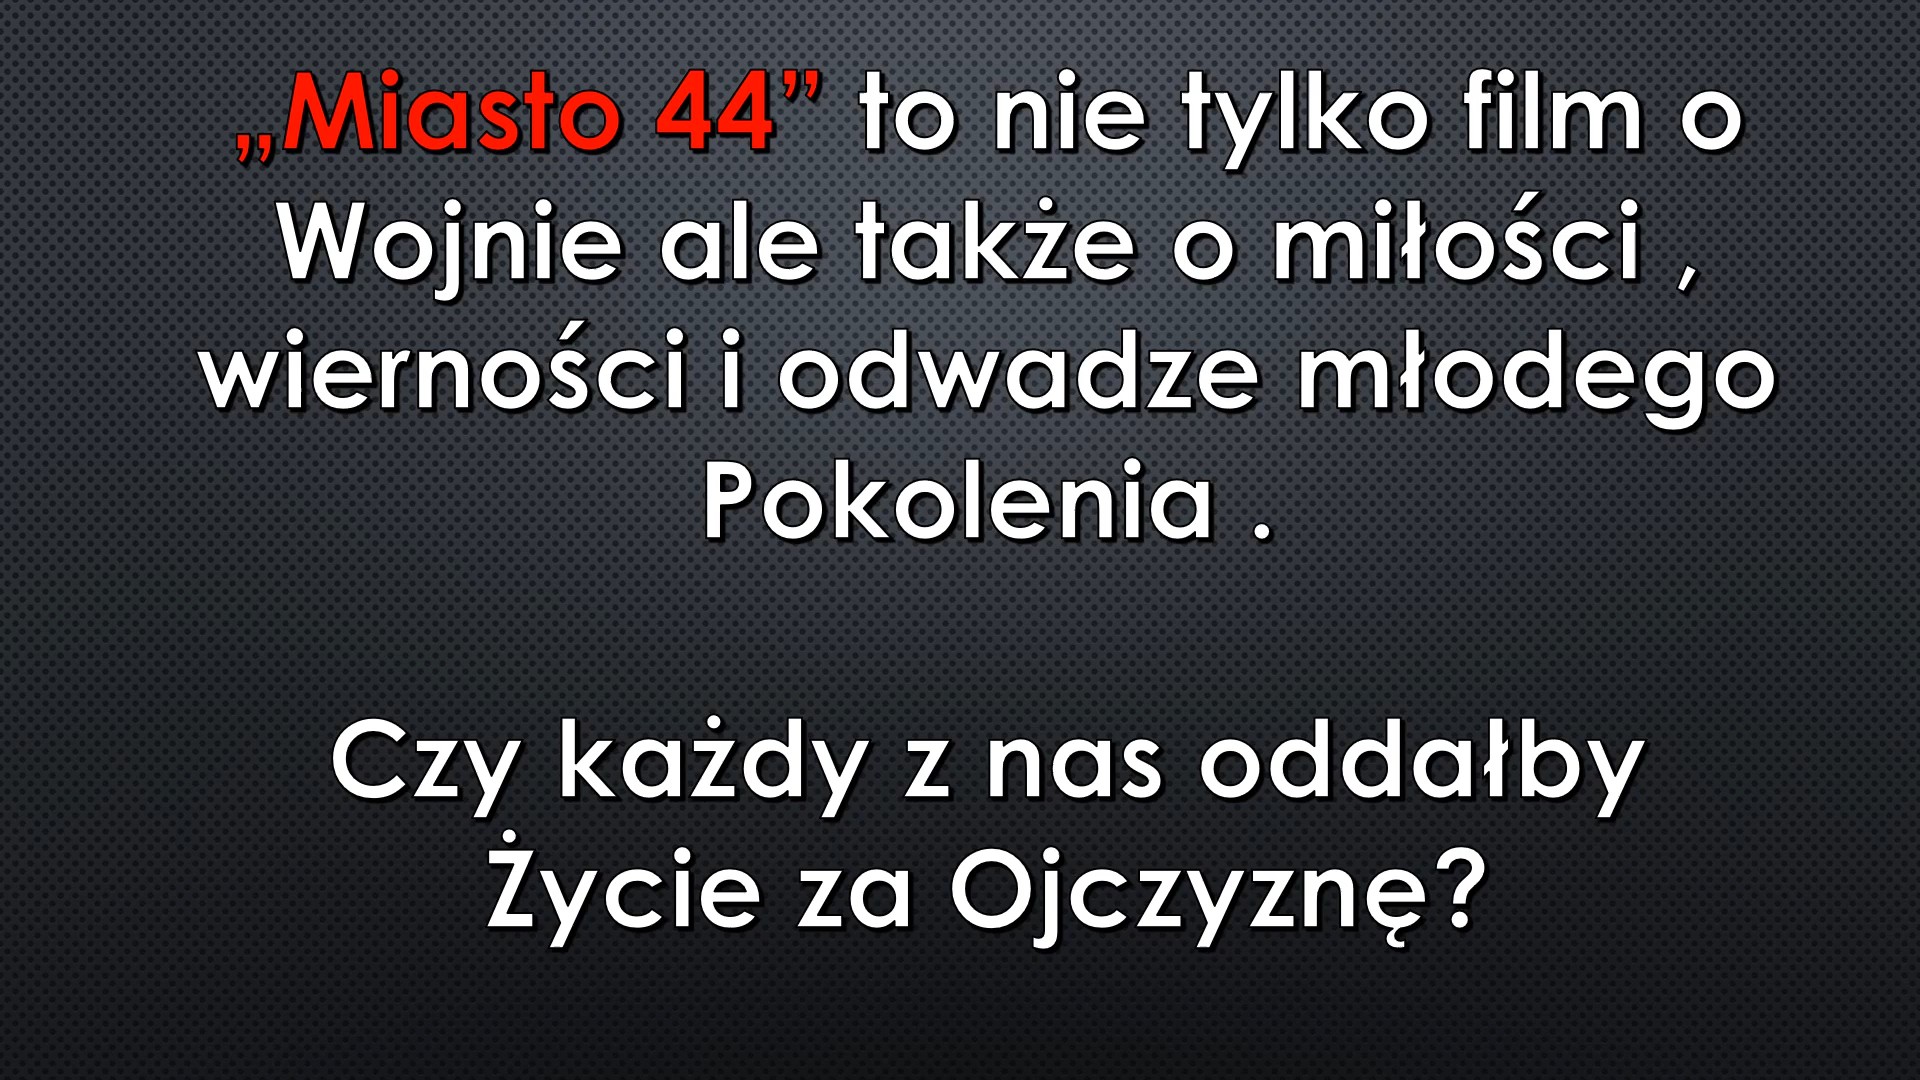 „Miasto 44” to nie tylko film o
Wojnie ale także o miłości ,
wierności i odwadze młodego
Pokolenia .
Czy każdy z nas oddałby
Życie za Ojczyznę?